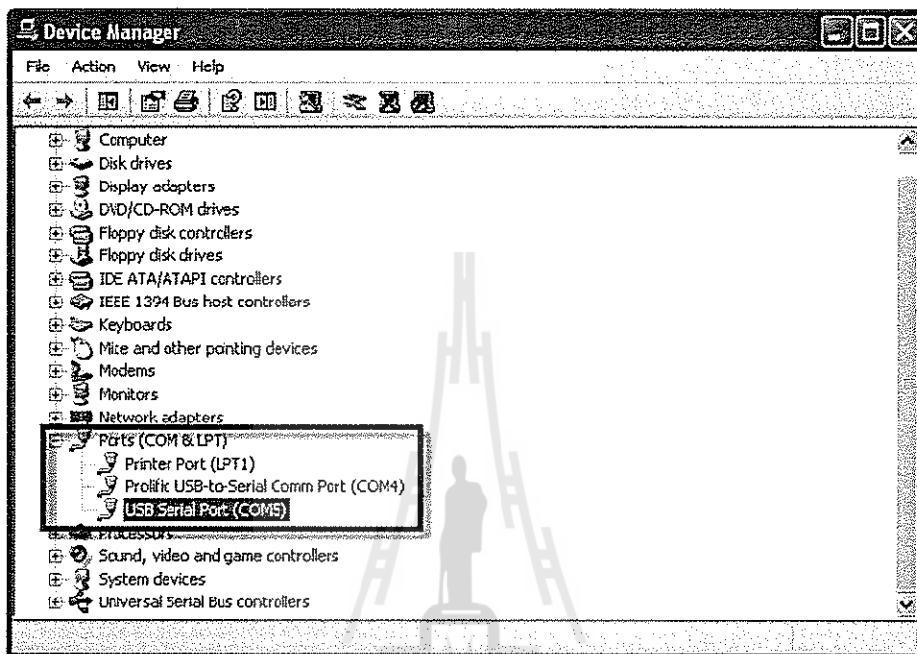 Device Manager
File Action View Help
Computer
Disk drives
Display adapters
DVD/CD-ROM drives
Floppy disk controllers
Floppy disk drives
IDE ATA/ATAPI controllers
IEEE 1394 Bus host controllers
Keyboards
Mice and other pointing devices
Modems
Monitors
Network adapters
Ports (COM & LPT)
Printer Port (LPT1)
Prolific USB-to-Serial Comm Port (COM4)
USB Serial Port (COM5)
Processors
Sound, video and game controllers
System devices
Universal Serial Bus controllers